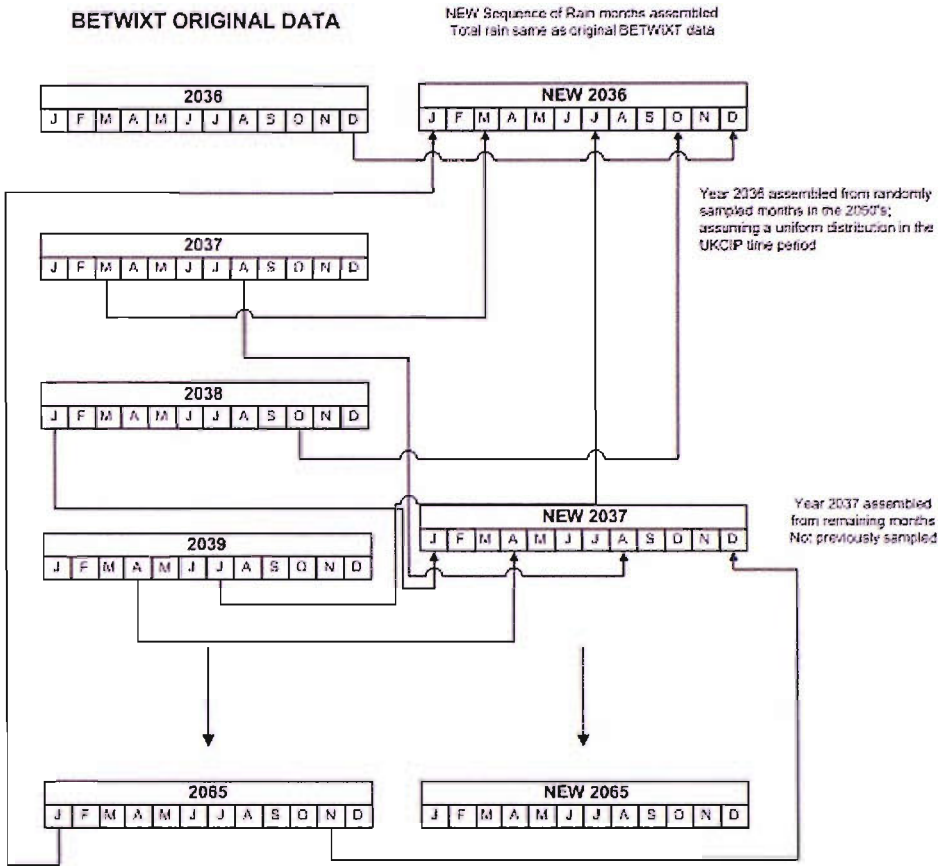 BETWIXT ORIGINAL DATA
NEW Sequence of Rain months assembled
Total rain same as original BETWIXT data
2036
J F M A M J J A S O N D
NEW 2036
J F M A M J J A S O N D
Year 2036 assembled from randomly
sampled months in the 2050's;
assuming a uniform distribution in the
UKCIP time period
2037
J F M A M J J A S O N D
2038
J F M A M J J A S O N D
NEW 2037
J F M A M J J A S O N D
Year 2037 assembled
from remaining months
Not previously sampled
2039
J F M A M J J A S O N D
2065
J F M A M J J A S O N D
NEW 2065
J F M A M J J A S O N D